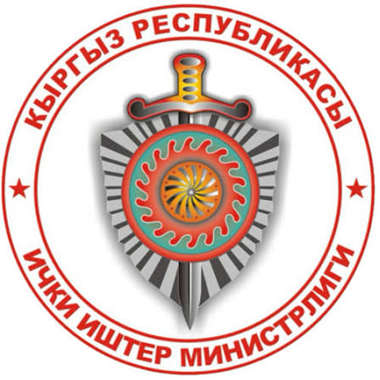 КЫРГЫЗ РЕСПУБЛИКАСЫ
ИЧКИ ИШТЕР МИНИСТРЛИГИ